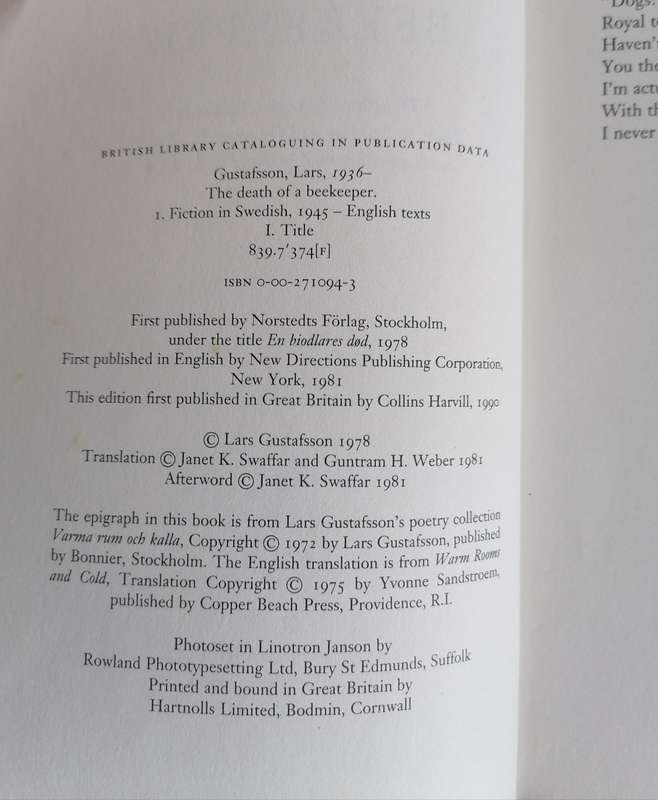 BRITISH LIBRARY CATALOGUING IN PUBLICATION DATA
Gustafsson, Lars, 1936–
The death of a beekeeper.
1. Fiction in Swedish, 1945 – English texts
I. Title
839.7'374[F]
ISBN 0-00-271094-3
First published by Norstedts Förlag, Stockholm,
under the title En biodlares død, 1978
First published in English by New Directions Publishing Corporation,
New York, 1981
This edition first published in Great Britain by Collins Harvill, 1990
© Lars Gustafsson 1978
Translation © Janet K. Swaffar and Guntram H. Weber 1981
Afterword © Janet K. Swaffar 1981
The epigraph in this book is from Lars Gustafsson's poetry collection
Varma rum och kalla, Copyright © 1972 by Lars Gustafsson, published
by Bonnier, Stockholm. The English translation is from Warm Rooms
and Cold, Translation Copyright © 1975 by Yvonne Sandstroem,
published by Copper Beach Press, Providence, R.I.
Photoset in Linotron Janson by
Rowland Phototypesetting Ltd, Bury St Edmunds, Suffolk
Printed and bound in Great Britain by
Hartnolls Limited, Bodmin, Cornwall
"Dogs.
Royal
Haven's
You
I'm
With
I never